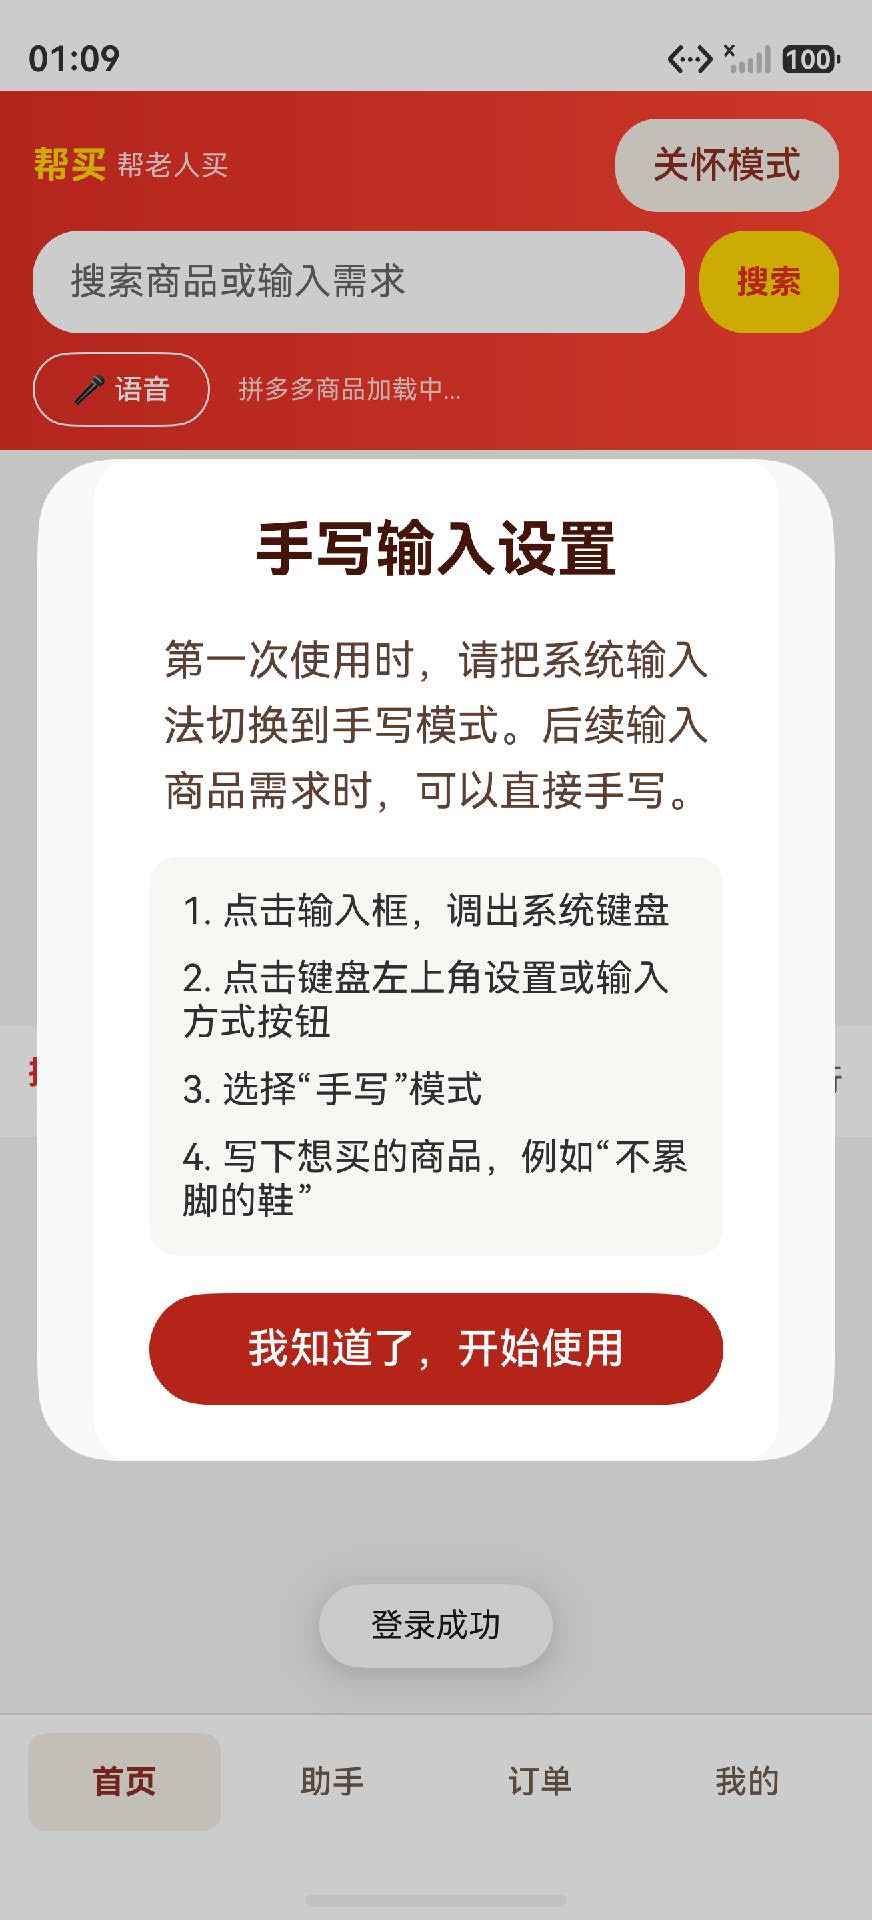 01:09
100
帮买 帮老人买
关怀模式
搜索商品或输入需求
搜索
语音
拼多多商品加载中...
手写输入设置
第一次使用时，请把系统输入
法切换到手写模式。后续输入
商品需求时，可以直接手写。
1. 点击输入框，调出系统键盘
2. 点击键盘左上角设置或输入
方式按钮
3. 选择“手写”模式
4. 写下想买的商品，例如“不累
脚的鞋”
我知道了，开始使用
登录成功
首页
助手
订单
我的